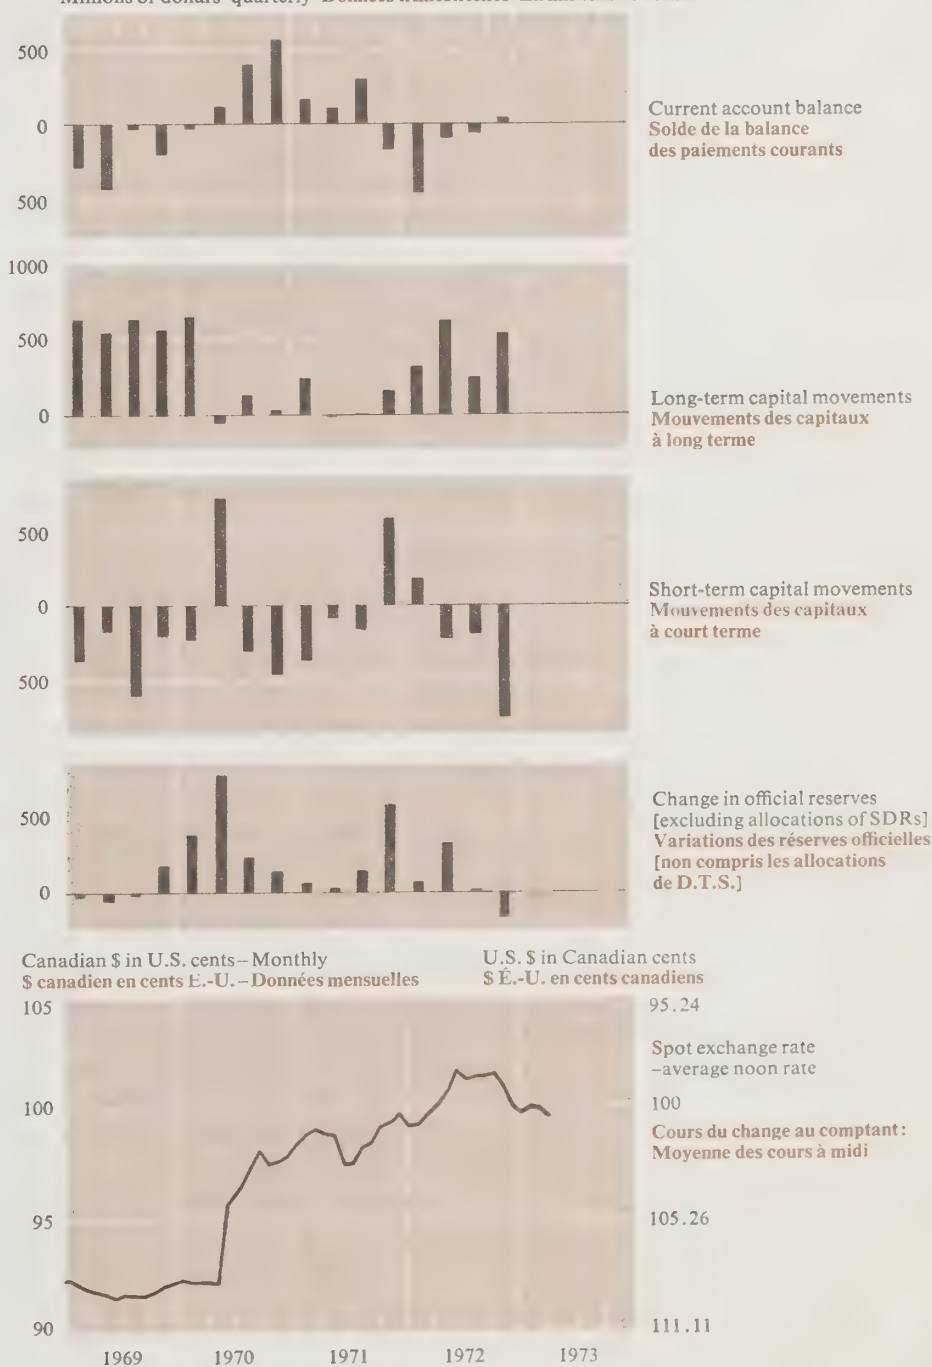 Millions of dollars–quarterly
500
0
500
Current account balance
Solde de la balance
des paiements courants
1000
500
0
Long-term capital movements
Mouvements des capitaux
à long terme
500
0
500
Short-term capital movements
Mouvements des capitaux
à court terme
500
0
Change in official reserves
[excluding allocations of SDRs]
Variations des réserves officielles
[non compris les allocations
de D.T.S.]
Canadian $ in U.S. cents–Monthly
$ canadien en cents É.-U.–Données mensuelles
U.S. $ in Canadian cents
$ É.-U. en cents canadiens
105
100
95
90
95.24
Spot exchange rate
–average noon rate
100
Cours du change au comptant:
Moyenne des cours à midi
105.26
111.11
1969 1970 1971 1972 1973